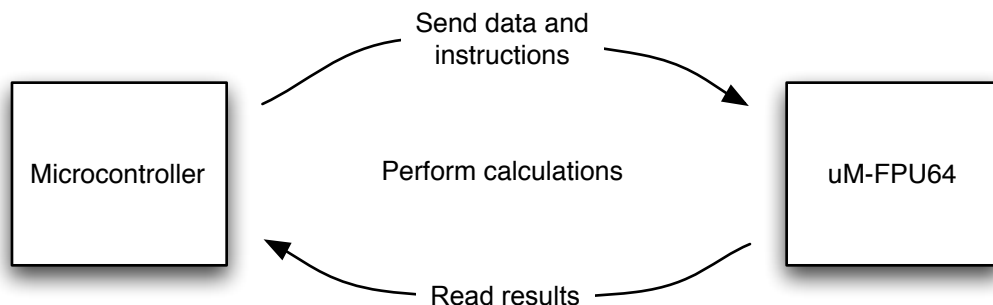 Send data and
instructions
Microcontroller
Perform calculations
uM-FPU64
Read results